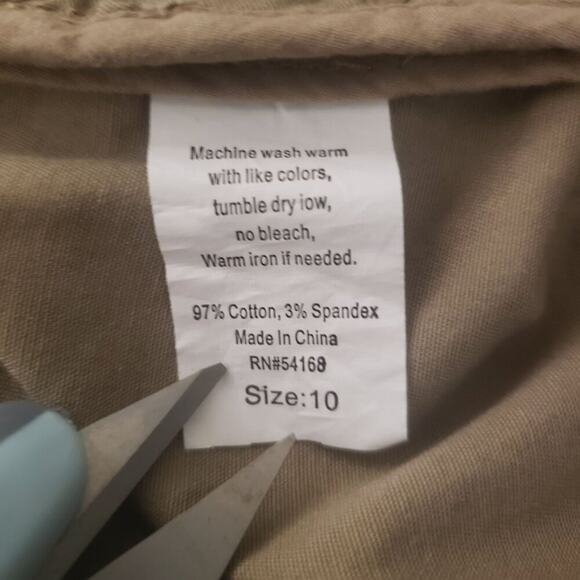 Machine wash warm
with like colors,
tumble dry iow,
no bleach,
Warm iron if needed.
97% Cotton, 3% Spandex
Made In China
RN#54168
Size:10